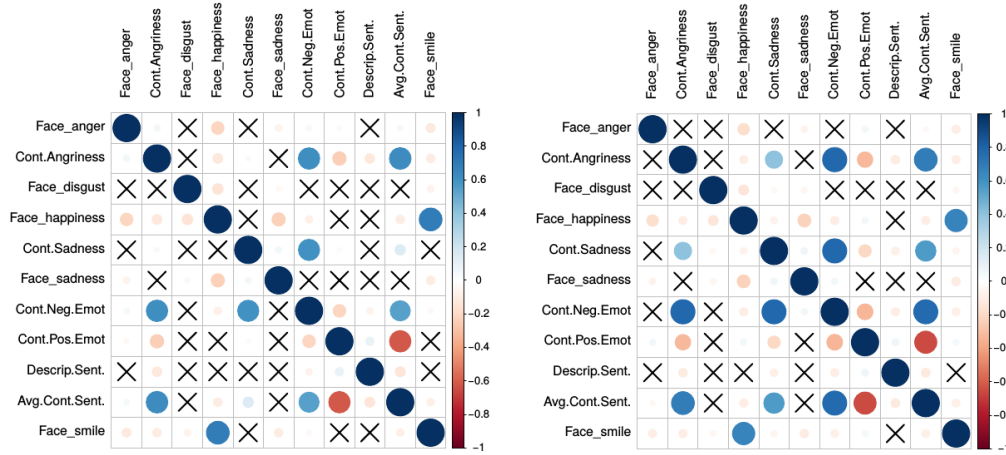 Face_anger
Cont.Angriness
Face_disgust
Face_happiness
Cont.Sadness
Face_sadness
Cont.Neg.Emot
Cont.Pos.Emot
Descrip.Sent.
Avg.Cont.Sent.
Face_smile
Face_anger
Cont.Angriness
Face_disgust
Face_happiness
Cont.Sadness
Face_sadness
Cont.Neg.Emot
Cont.Pos.Emot
Descrip.Sent.
Avg.Cont.Sent.
Face_smile
1
0.8
0.6
0.4
0.2
0
-0.2
-0.4
-0.6
-0.8
-1
Face_anger
Cont.Angriness
Face_disgust
Face_happiness
Cont.Sadness
Face_sadness
Cont.Neg.Emot
Cont.Pos.Emot
Descrip.Sent.
Avg.Cont.Sent.
Face_smile
Face_anger
Cont.Angriness
Face_disgust
Face_happiness
Cont.Sadness
Face_sadness
Cont.Neg.Emot
Cont.Pos.Emot
Descrip.Sent.
Avg.Cont.Sent.
Face_smile